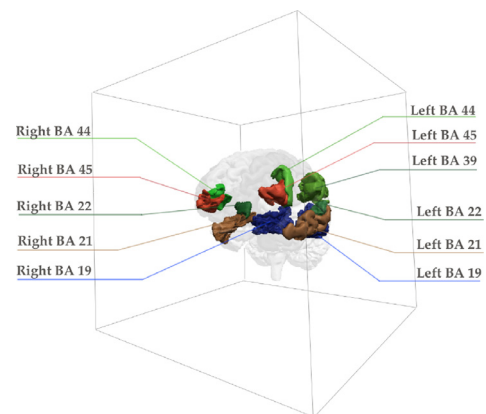 Right BA 44
Right BA 45
Right BA 22
Right BA 21
Right BA 19
Left BA 44
Left BA 45
Left BA 39
Left BA 22
Left BA 21
Left BA 19